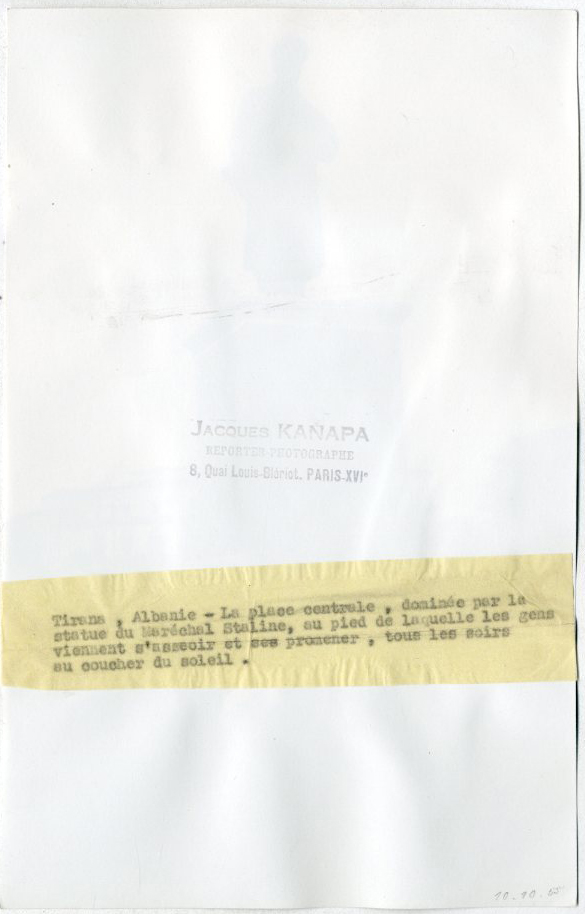 JACQUES KANAPA
REPORTER-PHOTOGRAPHE
8, Quai Louis-Blériot. PARIS-XVIᵉ
Tirana , Albanie - La place centrale , dominée par la
statue du Maréchal Staline, au pied de laquelle les gens
viennent s'asseoir et ses promener , tous les soirs
au coucher du soleil .
18.10.65